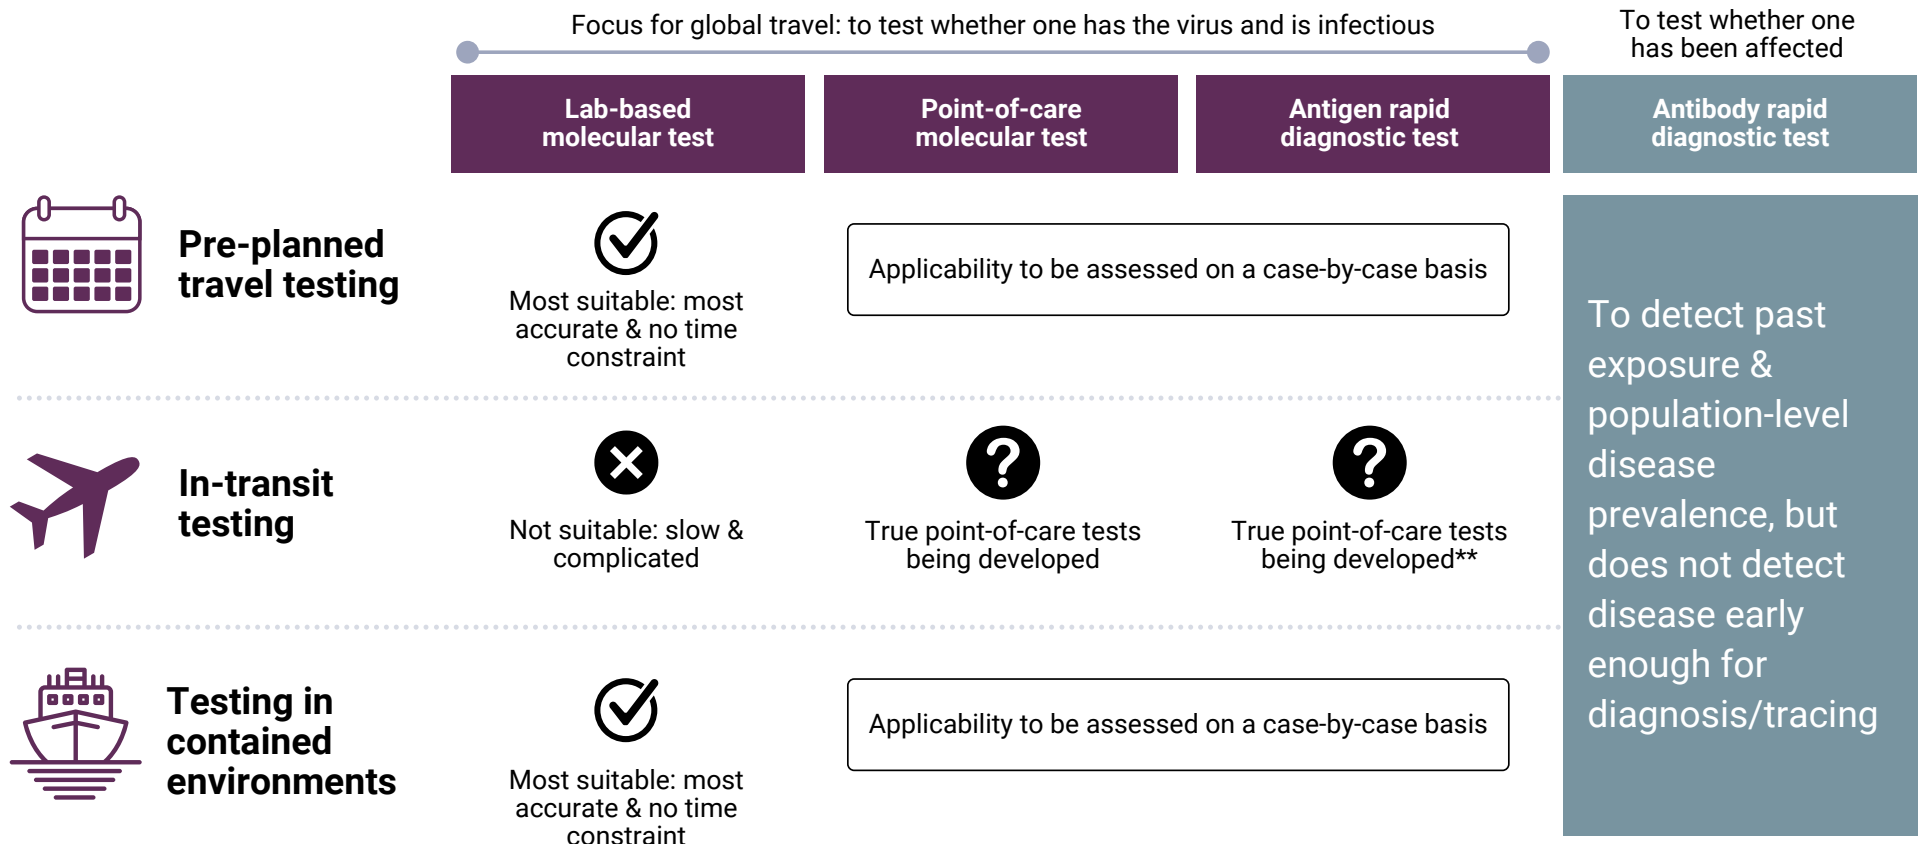 Focus for global travel: to test whether one has the virus and is infectious
To test whether one
has been affected
Lab-based
molecular test
Point-of-care
molecular test
Antigen rapid
diagnostic test
Antibody rapid
diagnostic test
Pre-planned
travel testing
Most suitable: most
accurate & no time
constraint
Applicability to be assessed on a case-by-case basis
In-transit
testing
Not suitable: slow &
complicated
True point-of-care tests
being developed
True point-of-care tests
being developed**
Testing in
contained
environments
Most suitable: most
accurate & no time
constraint
Applicability to be assessed on a case-by-case basis
To detect past
exposure &
population-level
disease
prevalence, but
does not detect
disease early
enough for
diagnosis/tracing